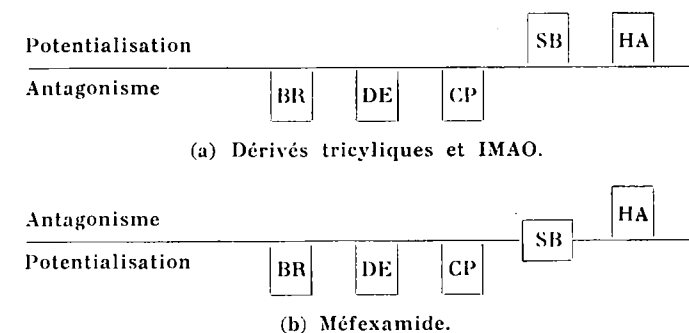 Potentialisation SB HA
Antagonisme BR DE CP
(a) Dérivés tricyliques et IMAO.
Antagonisme HA
SB
Potentialisation BR DE CP
(b) Méfexamide.